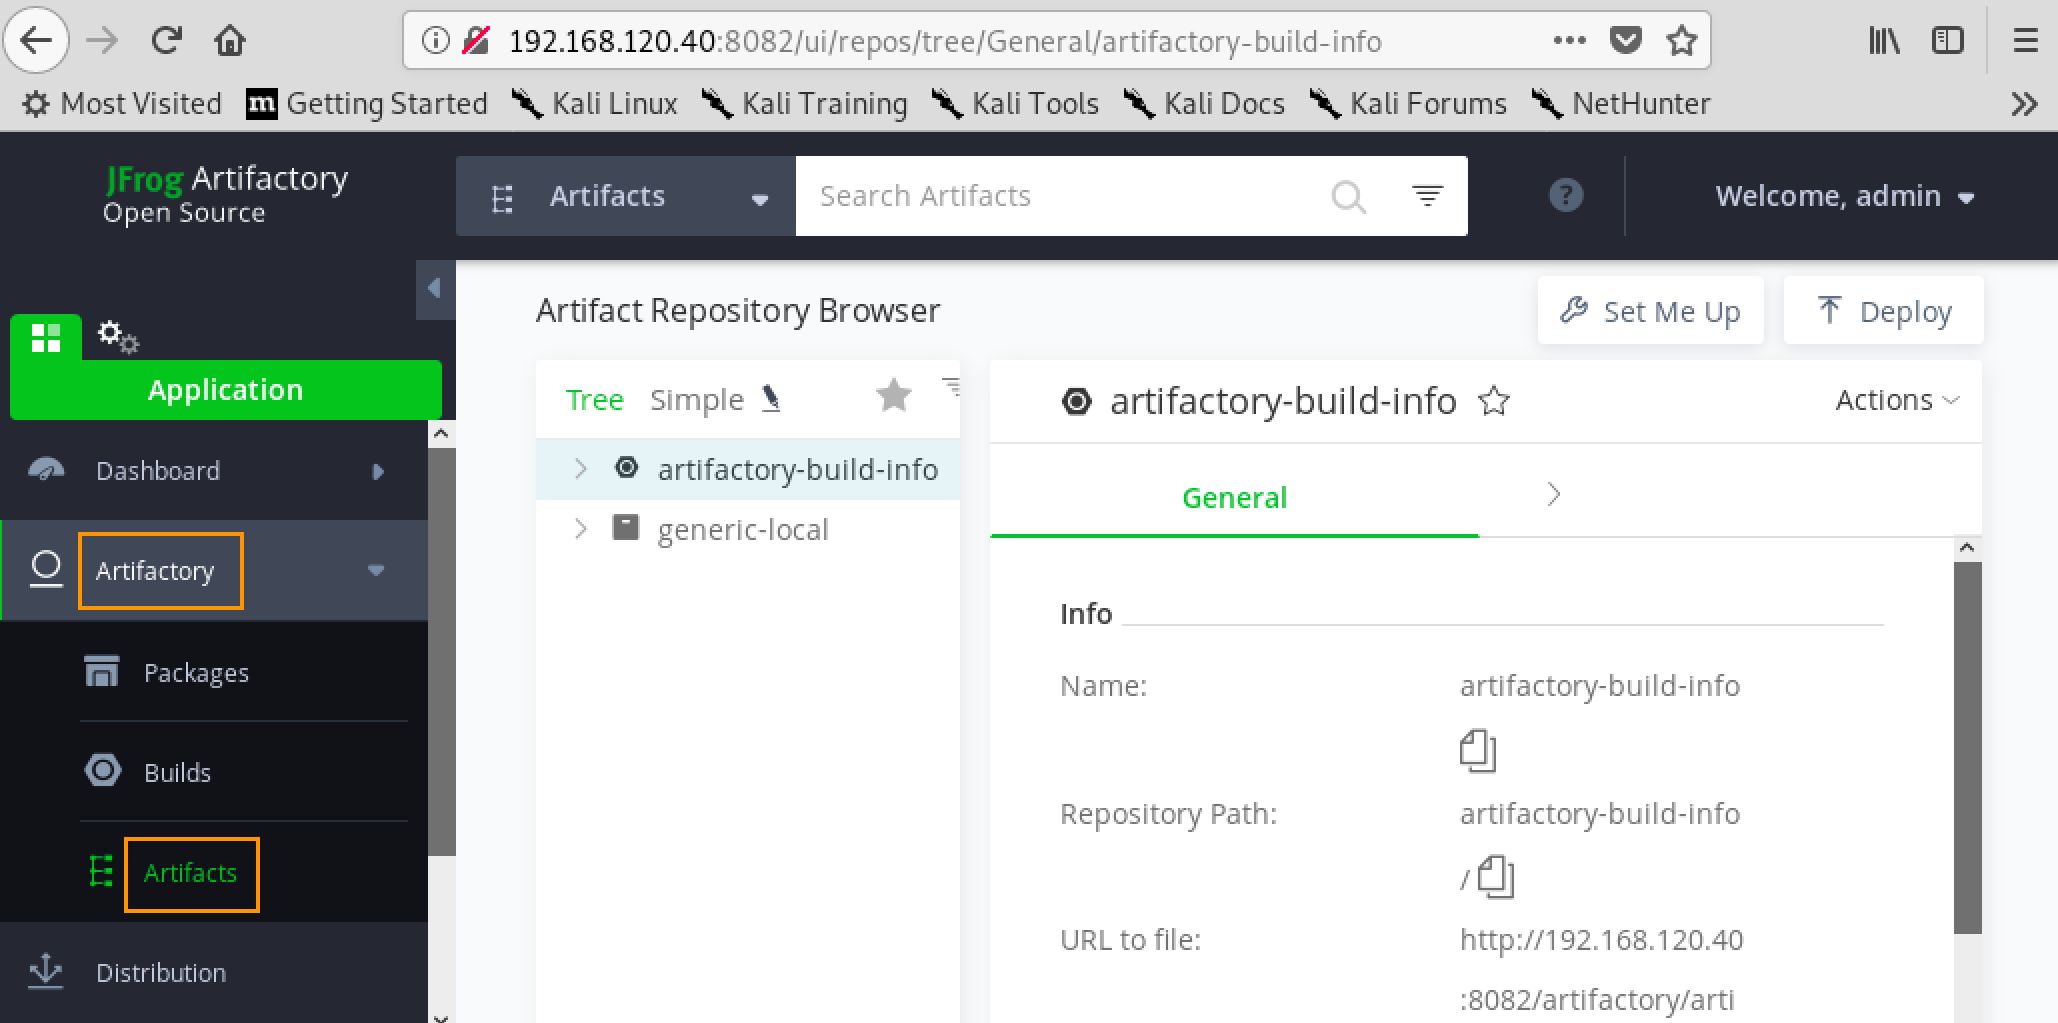 192.168.120.40:8082/ui/repos/tree/General/artifactory-build-info
Most Visited m Getting Started Kali Linux Kali Training Kali Tools Kali Docs Kali Forums NetHunter
JFrog Artifactory
Open Source
Artifacts
Search Artifacts
?
Welcome, admin
Artifact Repository Browser
Set Me Up
Deploy
Application
Tree Simple
artifactory-build-info
Actions
Dashboard
artifactory-build-info
General
generic-local
Artifactory
Info
Packages
Name: artifactory-build-info
Builds
Repository Path: artifactory-build-info
/
Artifacts
URL to file: http://192.168.120.40
:8082/artifactory/arti
Distribution